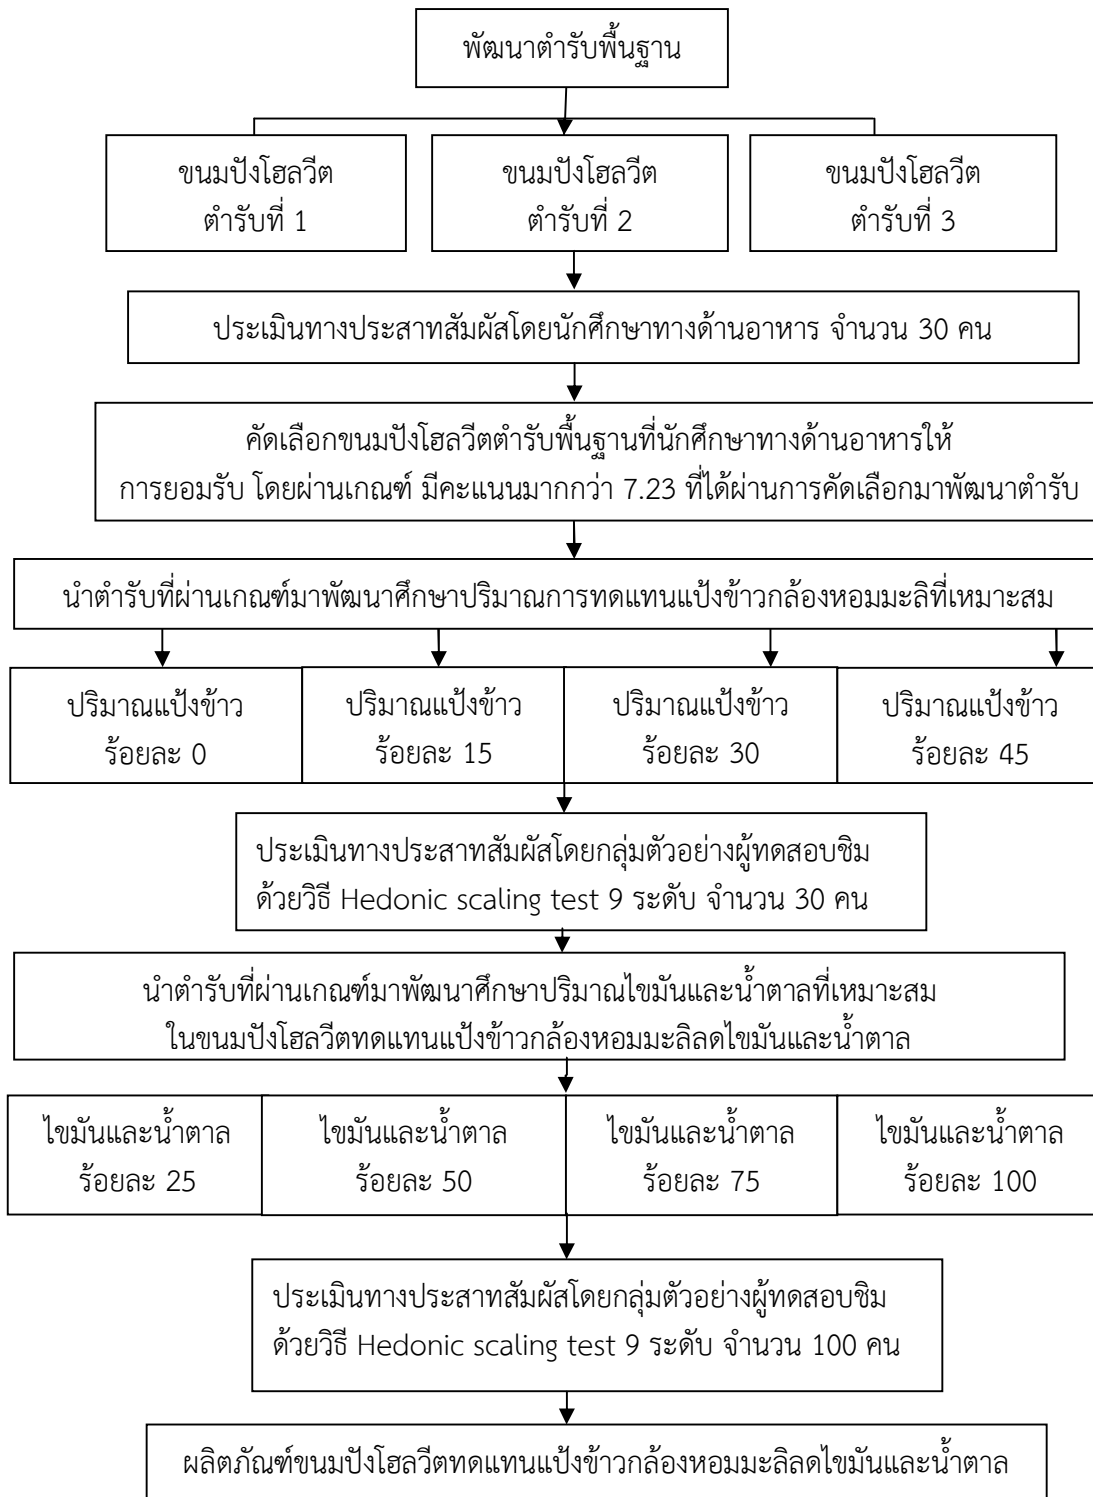 พัฒนาตำรับพื้นฐาน
ขนมปังโฮลวีต
ตำรับที่ 1
ขนมปังโฮลวีต
ตำรับที่ 2
ขนมปังโฮลวีต
ตำรับที่ 3
ประเมินทางประสาทสัมผัสโดยนักศึกษาทางด้านอาหาร จำนวน 30 คน
คัดเลือกขนมปังโฮลวีตตำรับพื้นฐานที่นักศึกษาทางด้านอาหารให้
การยอมรับ โดยผ่านเกณฑ์ มีคะแนนมากกว่า 7.23 ที่ได้ผ่านการคัดเลือกมาพัฒนาตำรับ
นำตำรับที่ผ่านเกณฑ์มาพัฒนาศึกษาปริมาณการทดแทนแป้งข้าวกล้องหอมมะลิที่เหมาะสม
ปริมาณแป้งข้าว
ร้อยละ 0
ปริมาณแป้งข้าว
ร้อยละ 15
ปริมาณแป้งข้าว
ร้อยละ 30
ปริมาณแป้งข้าว
ร้อยละ 45
ประเมินทางประสาทสัมผัสโดยกลุ่มตัวอย่างผู้ทดสอบชิม
ด้วยวิธี Hedonic scaling test 9 ระดับ จำนวน 30 คน
นำตำรับที่ผ่านเกณฑ์มาพัฒนาศึกษาปริมาณไขมันและน้ำตาลที่เหมาะสม
ในขนมปังโฮลวีตทดแทนแป้งข้าวกล้องหอมมะลิลดไขมันและน้ำตาล
ไขมันและน้ำตาล
ร้อยละ 25
ไขมันและน้ำตาล
ร้อยละ 50
ไขมันและน้ำตาล
ร้อยละ 75
ไขมันและน้ำตาล
ร้อยละ 100
ประเมินทางประสาทสัมผัสโดยกลุ่มตัวอย่างผู้ทดสอบชิม
ด้วยวิธี Hedonic scaling test 9 ระดับ จำนวน 100 คน
ผลิตภัณฑ์ขนมปังโฮลวีตทดแทนแป้งข้าวกล้องหอมมะลิลดไขมันและน้ำตาล